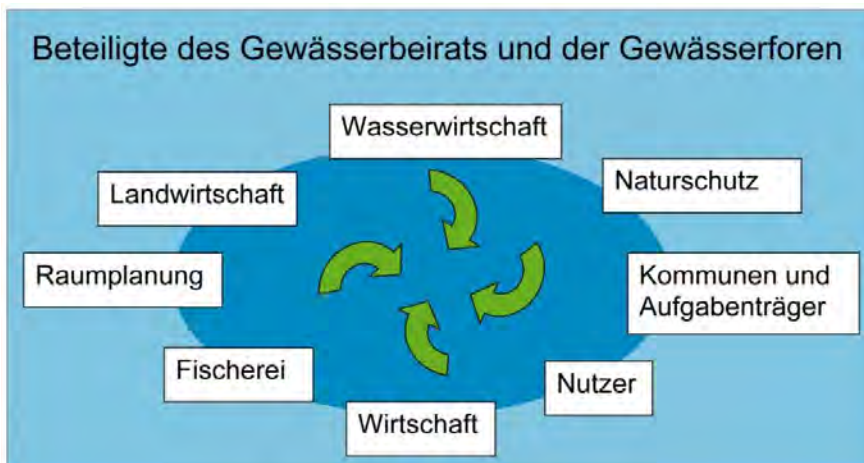 Beteiligte des Gewässerbeirats und der Gewässerforen
Wasserwirtschaft
Landwirtschaft
Naturschutz
Raumplanung
Kommunen und
Aufgabenträger
Fischerei
Nutzer
Wirtschaft